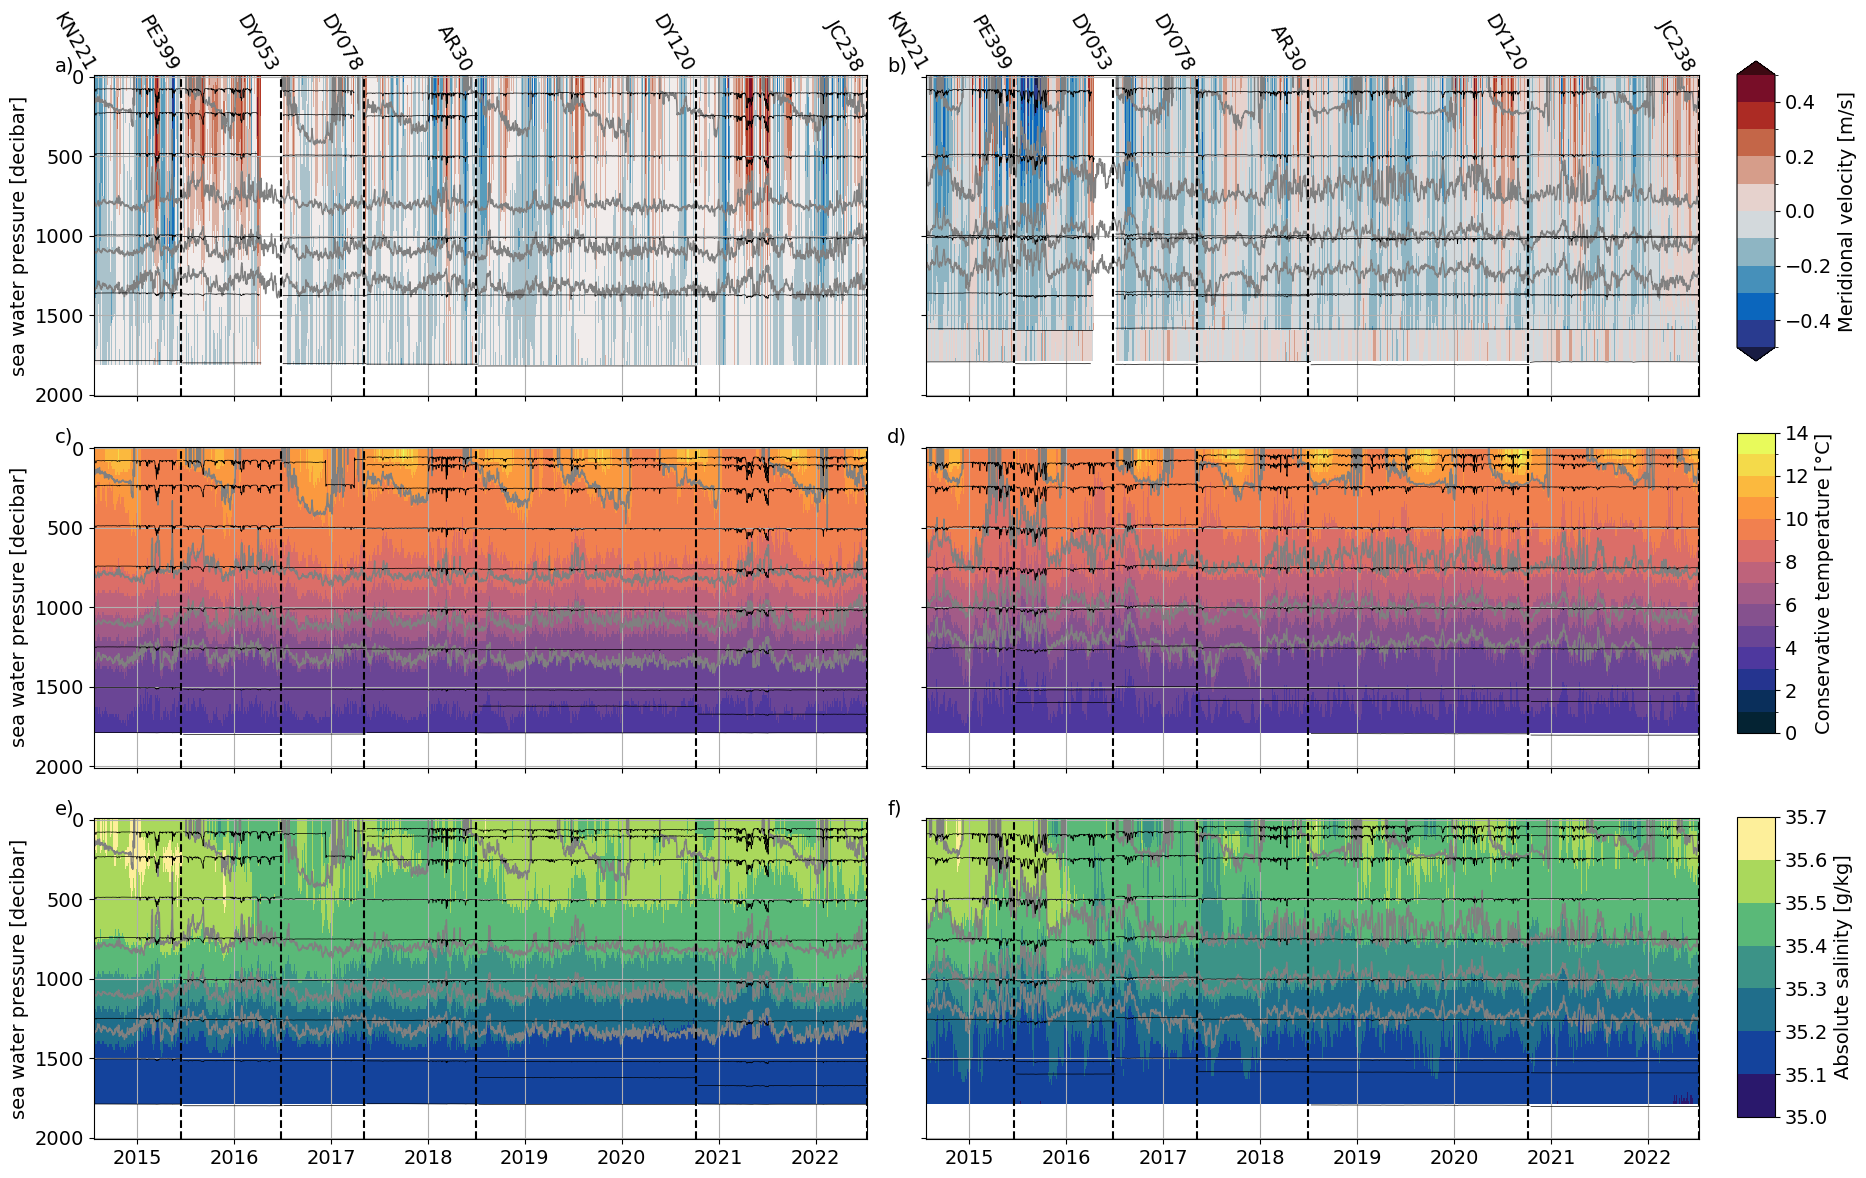 KN221 PE399 DY053 DY078 AR30 DY120 JC238
KN221 PE399 DY053 DY078 AR30 DY120 JC238
a)
b)
0
500
1000
1500
2000
sea water pressure [decibar]
0.4
0.2
0.0
−0.2
−0.4
Meridional velocity [m/s]
c)
d)
0
500
1000
1500
2000
sea water pressure [decibar]
14
12
10
8
6
4
2
0
Conservative temperature [°C]
e)
f)
0
500
1000
1500
2000
sea water pressure [decibar]
35.7
35.6
35.5
35.4
35.3
35.2
35.1
35.0
Absolute salinity [g/kg]
2015 2016 2017 2018 2019 2020 2021 2022
2015 2016 2017 2018 2019 2020 2021 2022